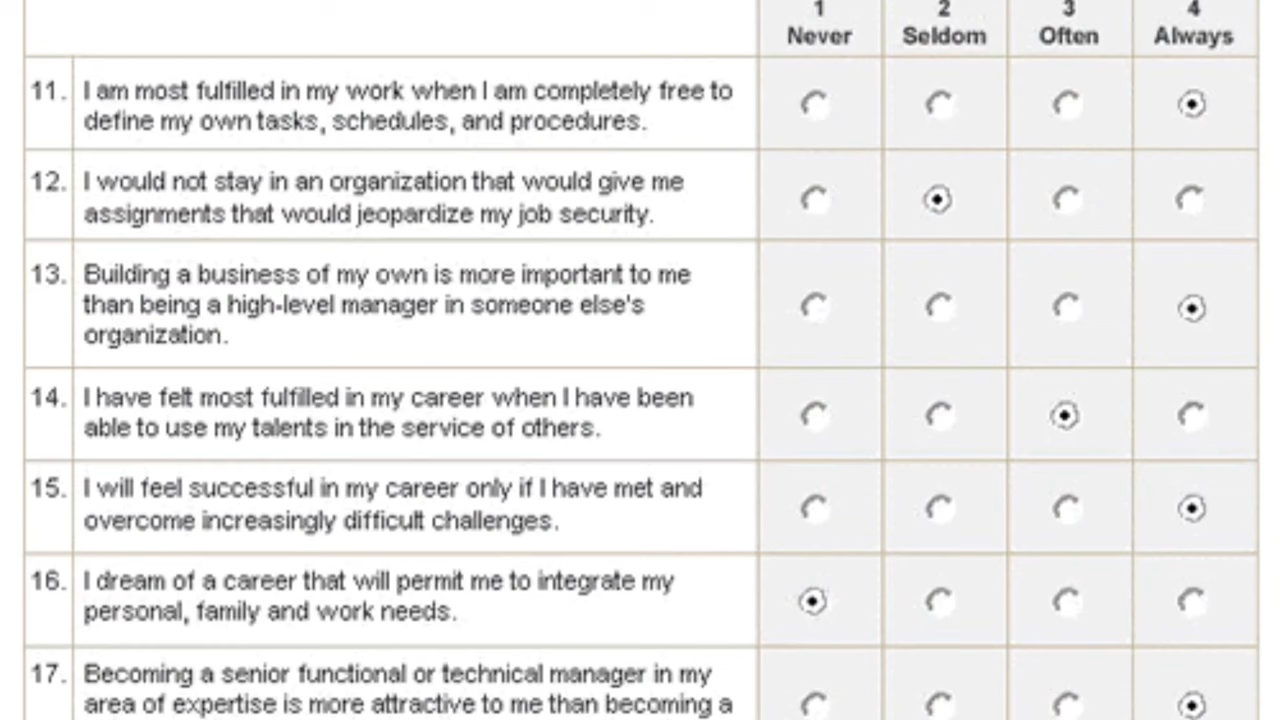 1 2 3 4
Never Seldom Often Always
11. I am most fulfilled in my work when I am completely free to
define my own tasks, schedules, and procedures.
12. I would not stay in an organization that would give me
assignments that would jeopardize my job security.
13. Building a business of my own is more important to me
than being a high-level manager in someone else's
organization.
14. I have felt most fulfilled in my career when I have been
able to use my talents in the service of others.
15. I will feel successful in my career only if I have met and
overcome increasingly difficult challenges.
16. I dream of a career that will permit me to integrate my
personal, family and work needs.
17. Becoming a senior functional or technical manager in my
area of expertise is more attractive to me than becoming a